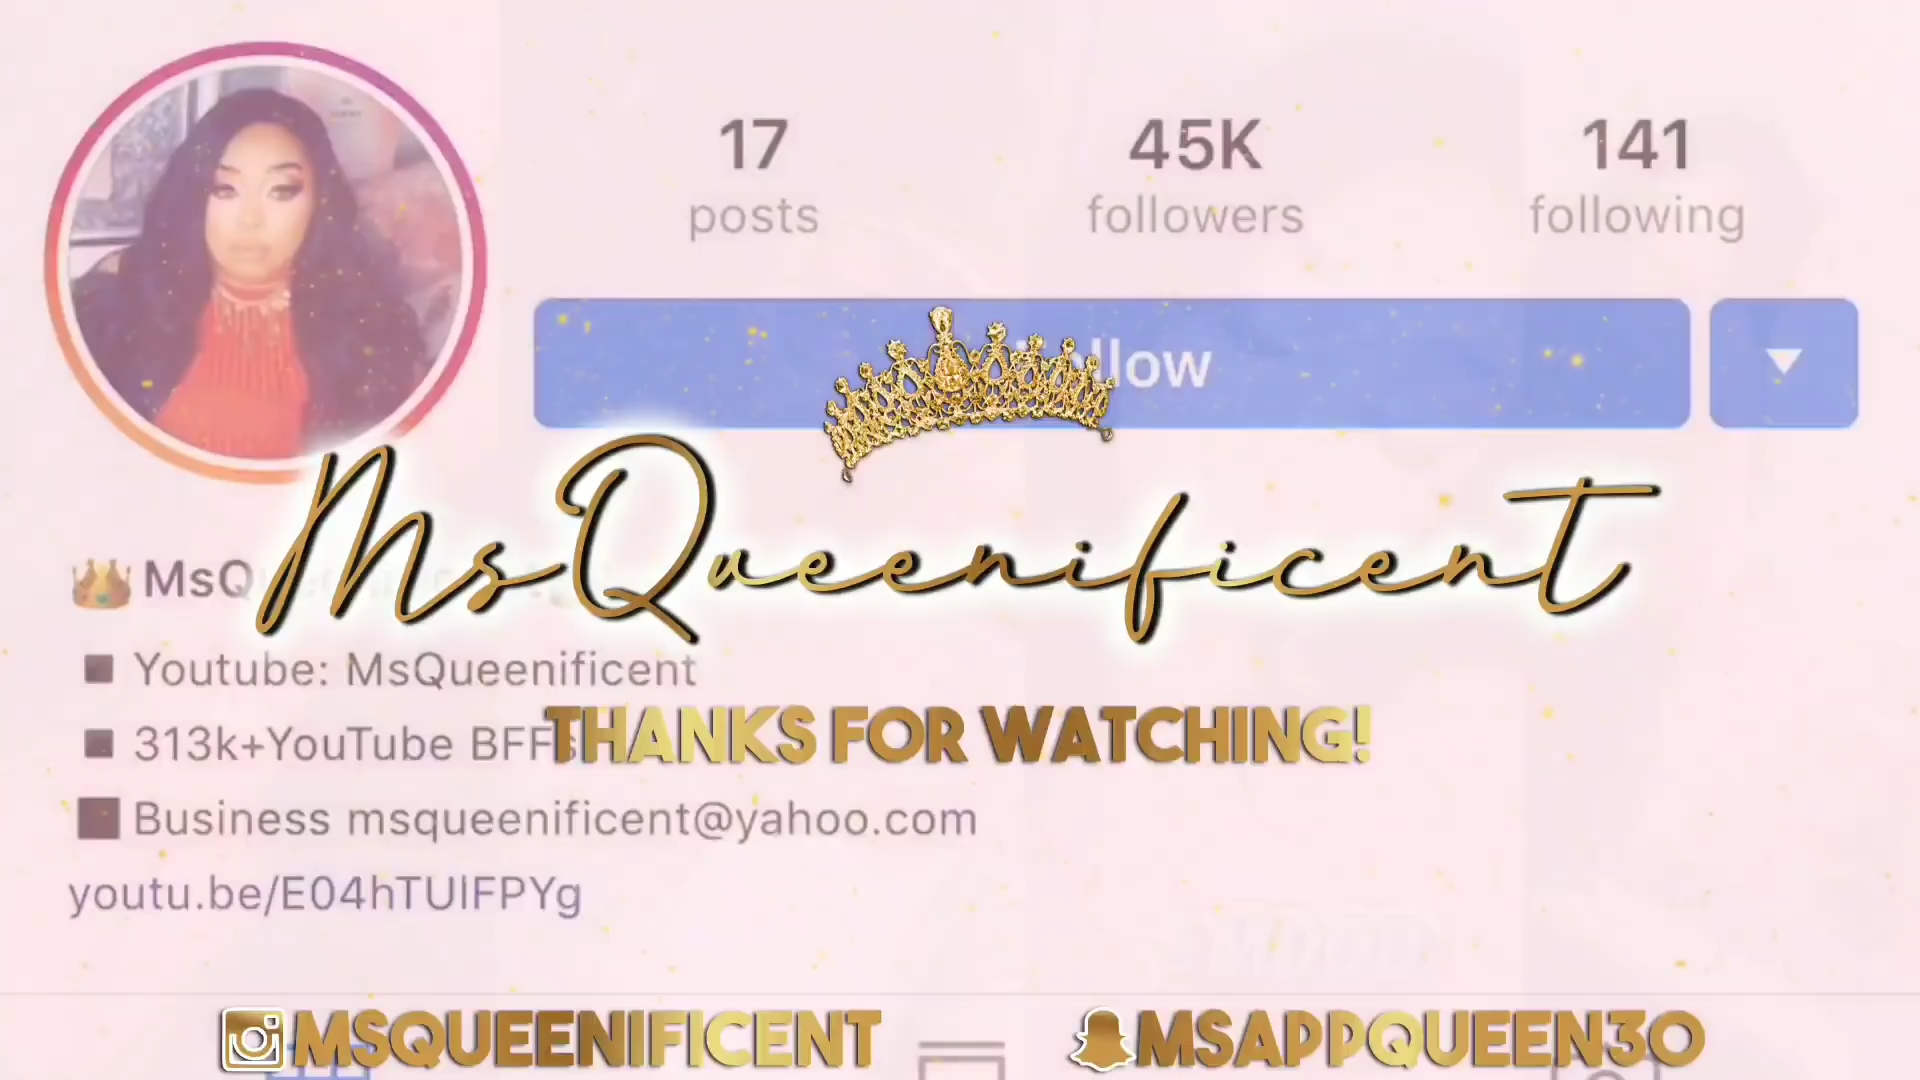 17 45K 141
posts followers following
llow
MsQueenificent
MsQ
Youtube: MsQueenificent
THANKS FOR WATCHING!
313k+YouTube BFFs
Business msqueenificent@yahoo.com
youtu.be/E04hTUlFPYg
MSQUEENIFICENT MSAPPQUEEN30